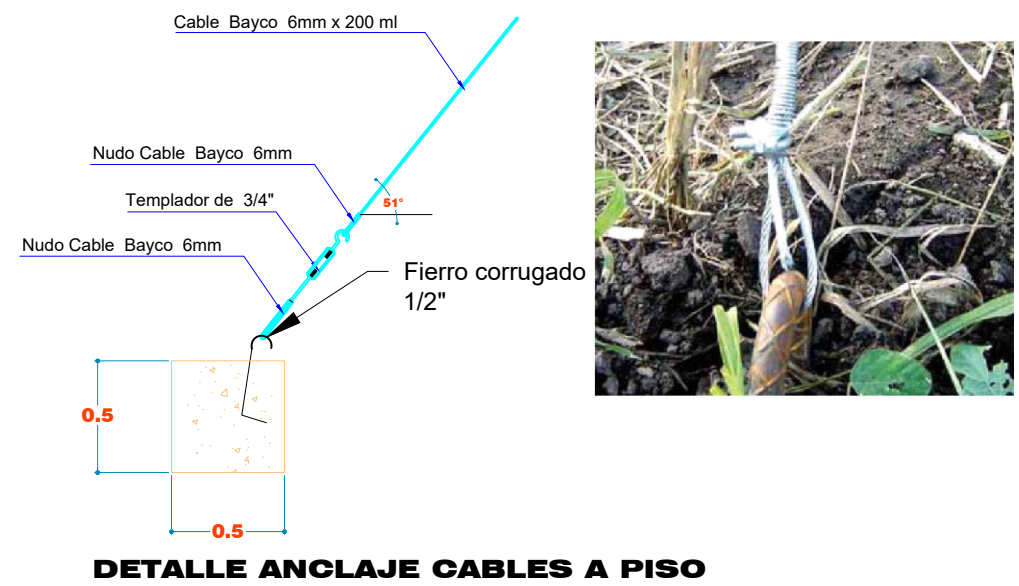 Cable Bayco 6mm x 200 ml
Nudo Cable Bayco 6mm
Templador de 3/4"
51°
Nudo Cable Bayco 6mm
Fierro corrugado
1/2"
0.5
0.5
DETALLE ANCLAJE CABLES A PISO